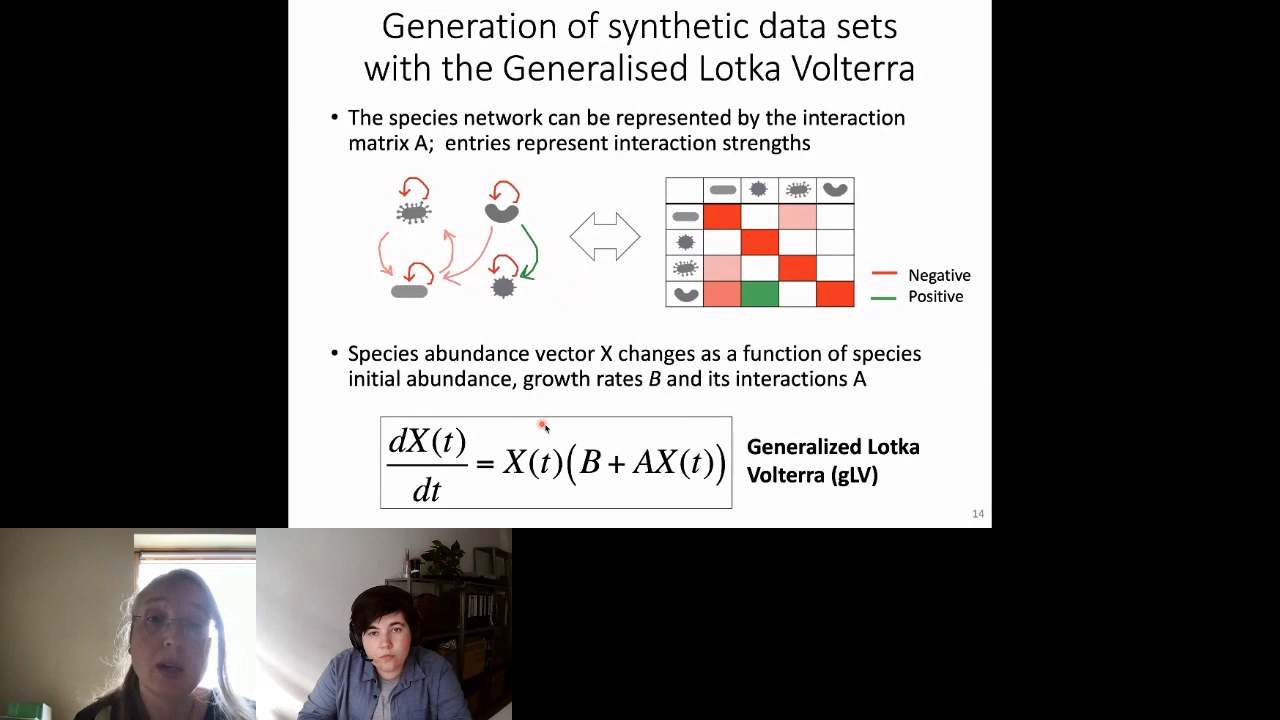 Generation of synthetic data sets
with the Generalised Lotka Volterra
• The species network can be represented by the interaction
matrix A; entries represent interaction strengths
Negative
Positive
• Species abundance vector X changes as a function of species
initial abundance, growth rates B and its interactions A
dX(t)/dt = X(t)(B + AX(t))
Generalized Lotka
Volterra (gLV)
14